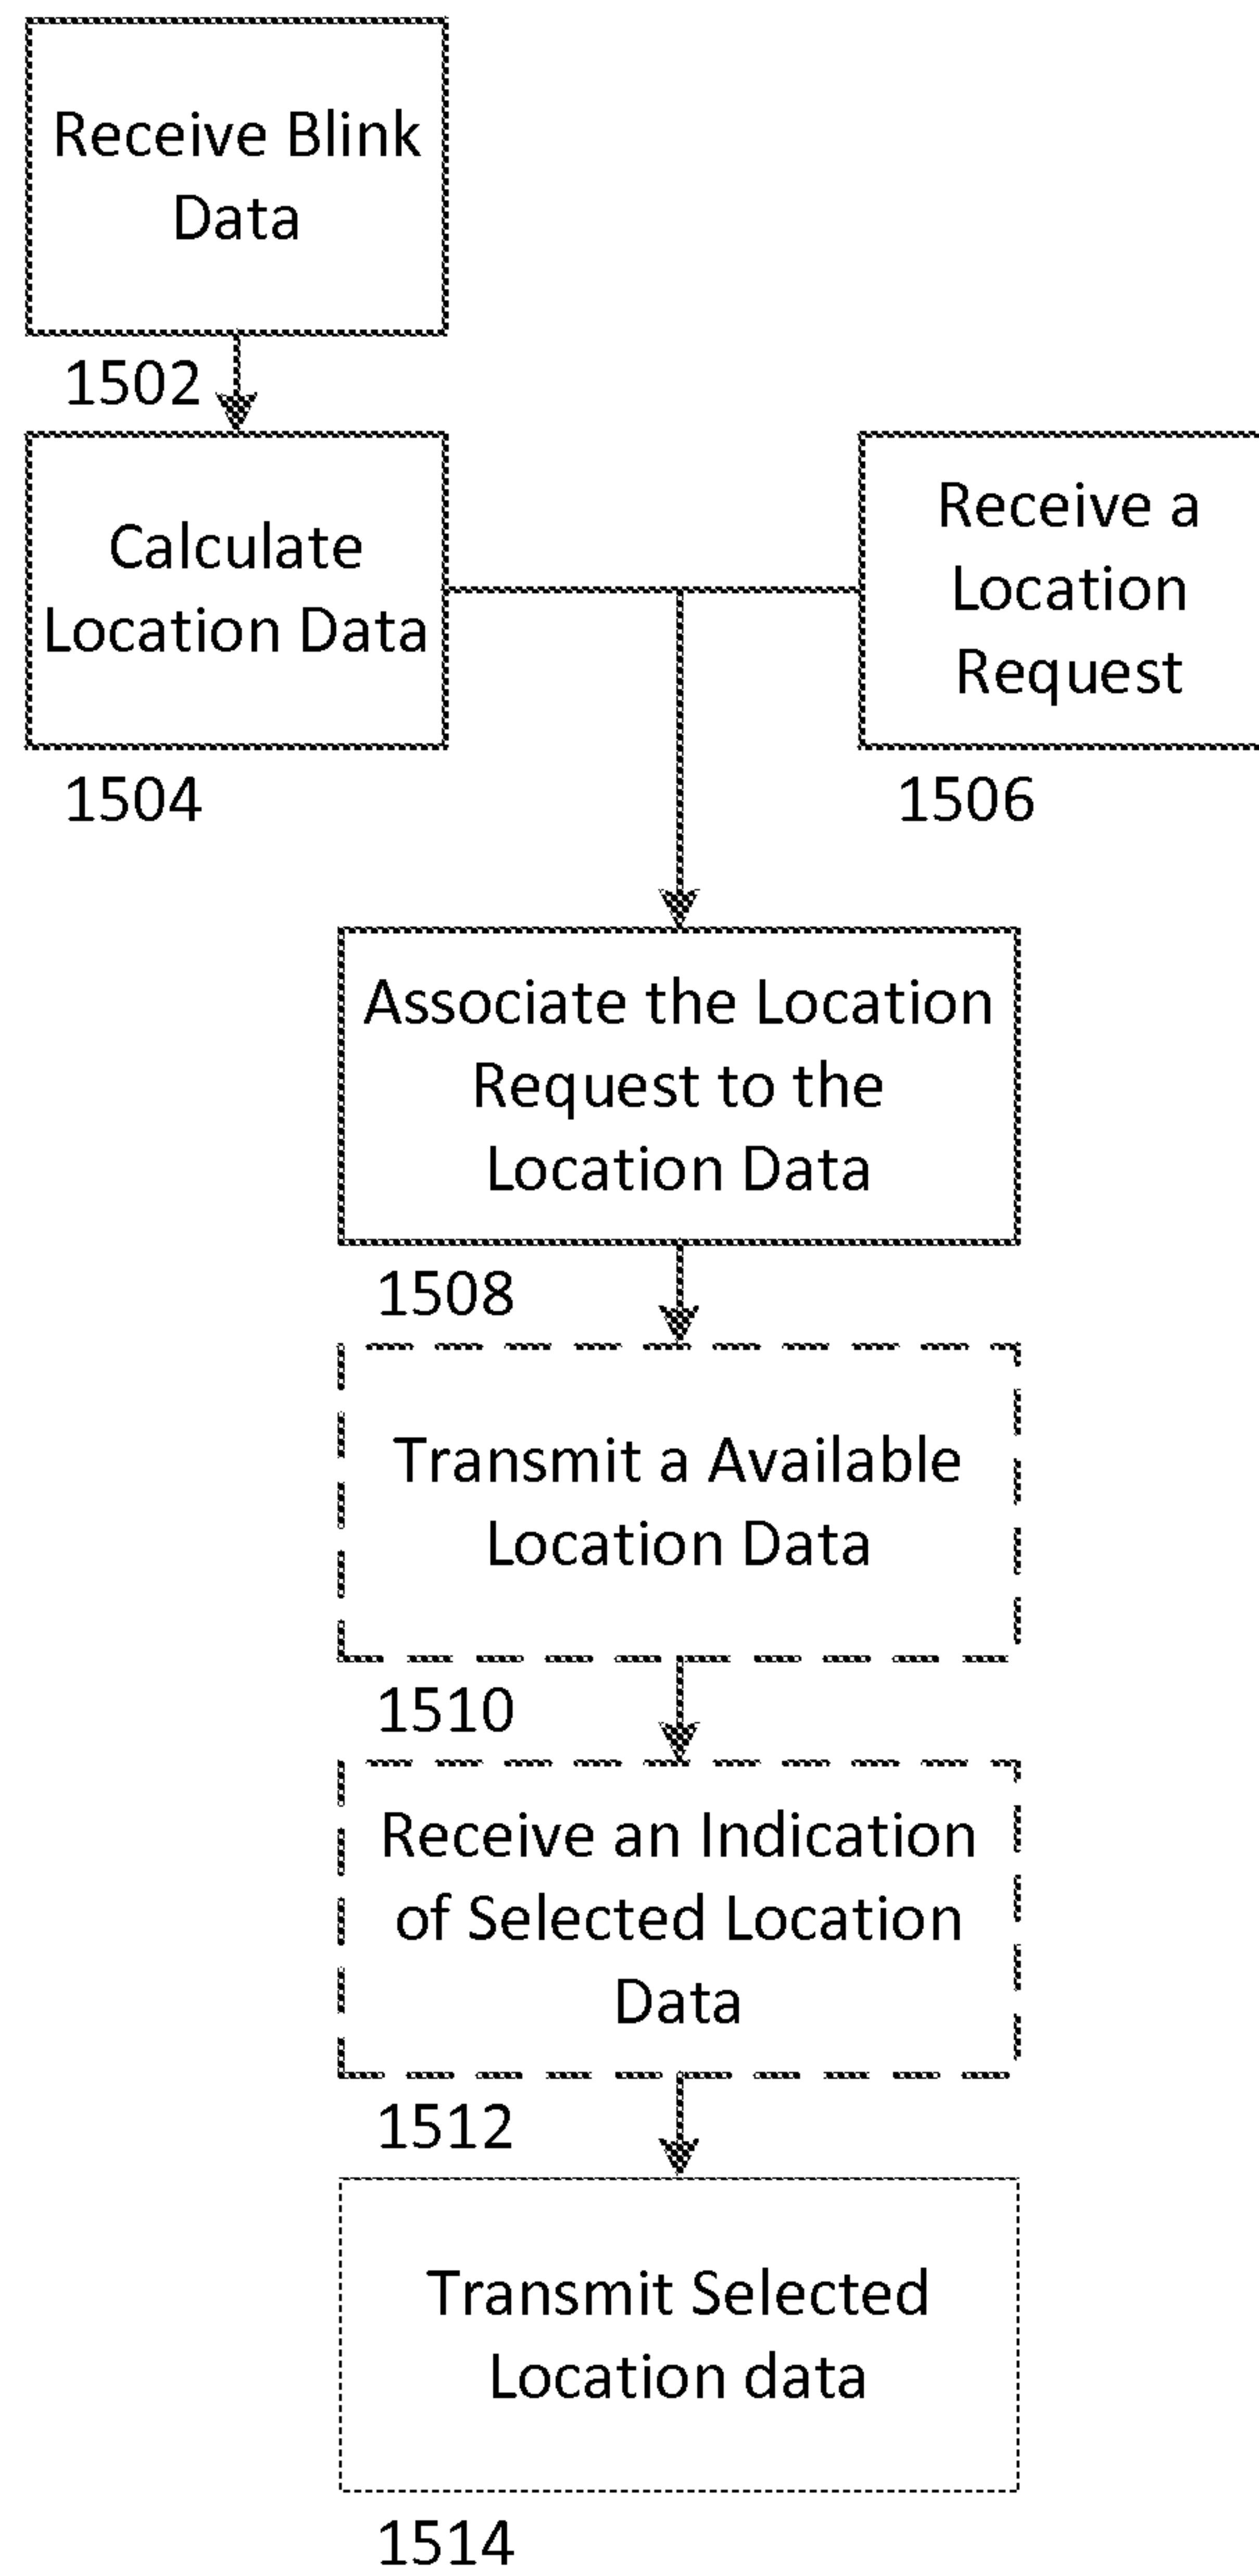 Receive Blink
Data
1502
Calculate
Location Data
1504
Receive a
Location
Request
1506
Associate the Location
Request to the
Location Data
1508
Transmit a Available
Location Data
1510
Receive an Indication
of Selected Location
Data
1512
Transmit Selected
Location data
1514